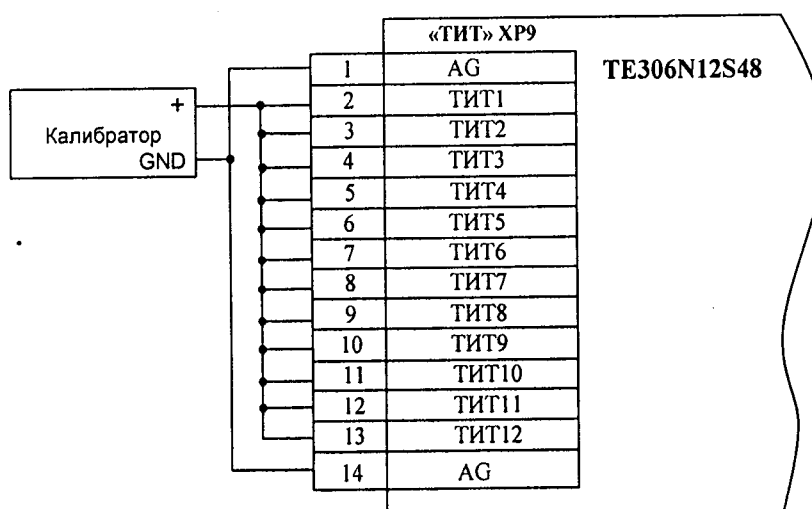 «ТИТ» XP9
1 AG
TE306N12S48
+
2 ТИТ1
Калибратор
3 ТИТ2
GND
4 ТИТ3
5 ТИТ4
6 ТИТ5
7 ТИТ6
8 ТИТ7
9 ТИТ8
10 ТИТ9
11 ТИТ10
12 ТИТ11
13 ТИТ12
14 AG